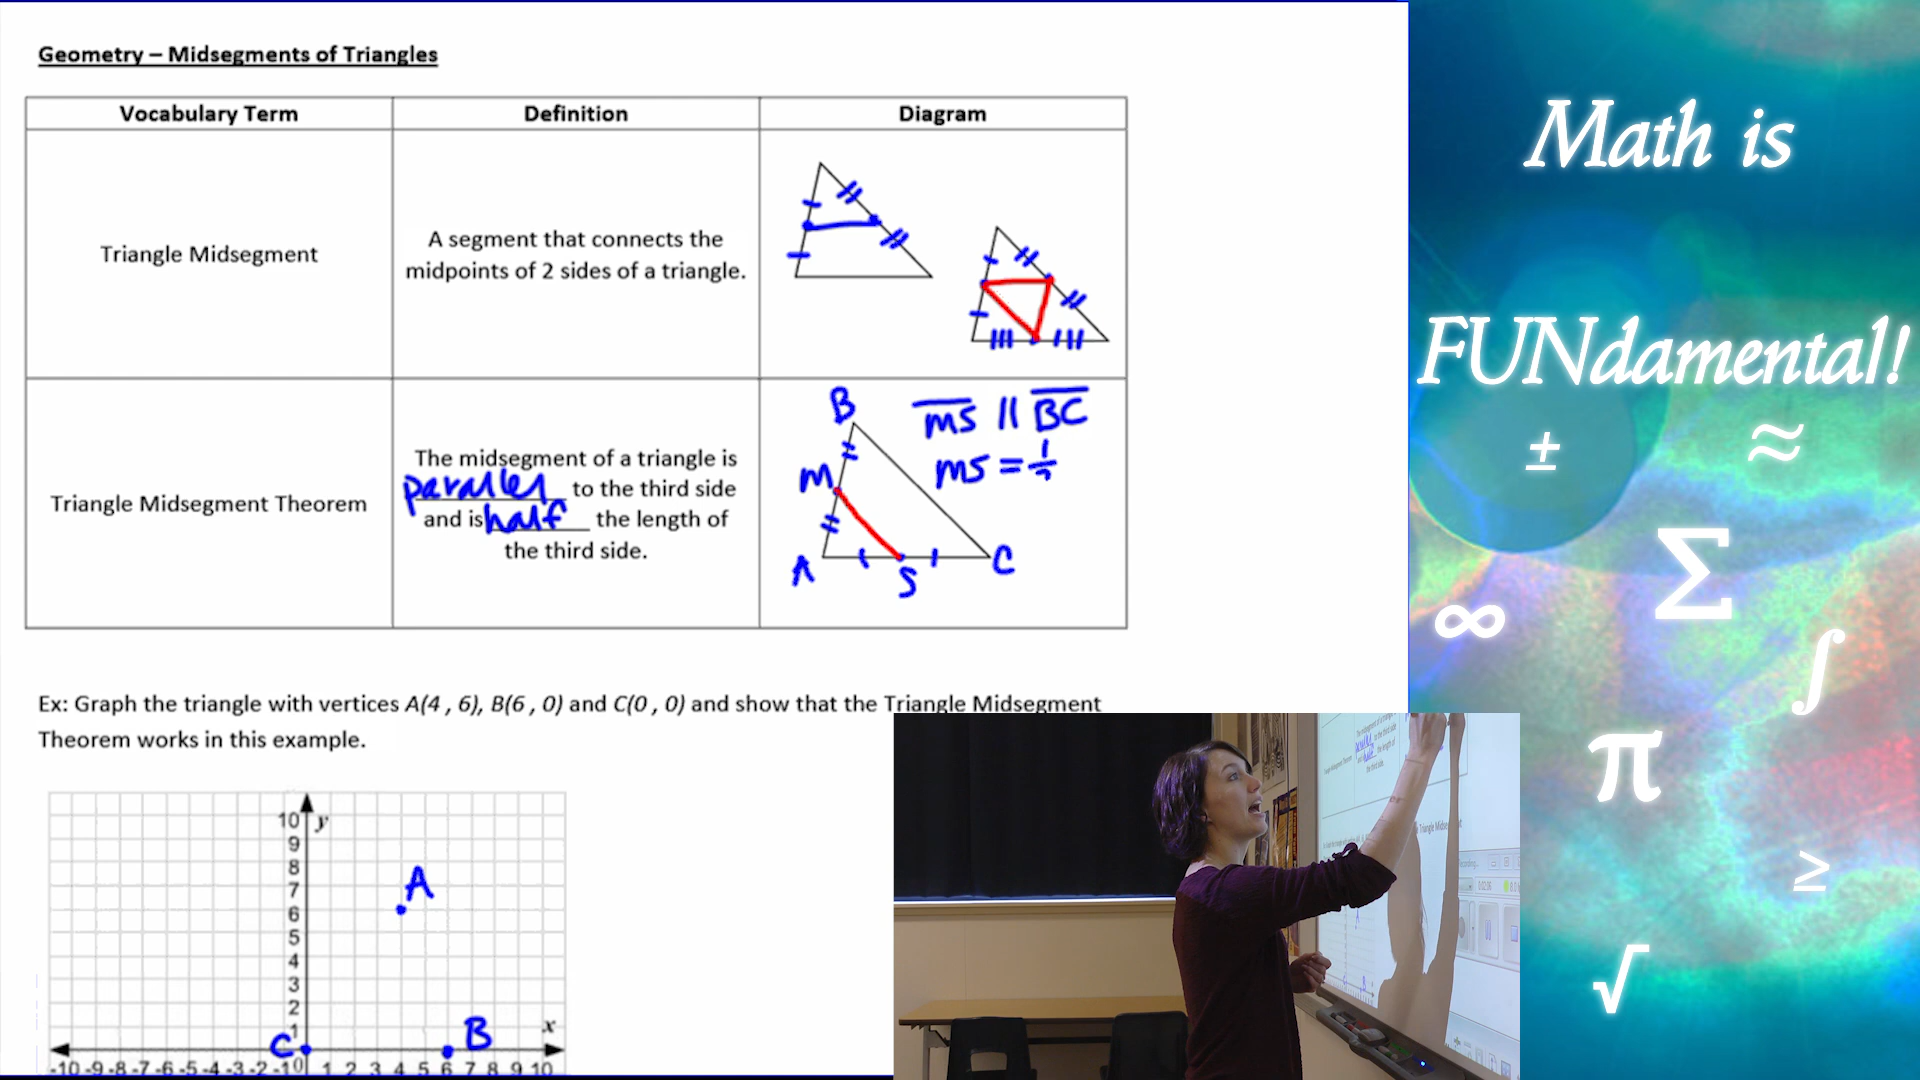 Geometry – Midsegments of Triangles
Vocabulary Term
Definition
Diagram
Triangle Midsegment
A segment that connects the
midpoints of 2 sides of a triangle.
Triangle Midsegment Theorem
The midsegment of a triangle is
parallel to the third side
and is half the length of
the third side.
B
M
A
S
C
MS || BC
MS = 1/2
Ex: Graph the triangle with vertices A(4 , 6), B(6 , 0) and C(0 , 0) and show that the Triangle Midsegment
Theorem works in this example.
10 y
9
8
7
6
5
4
3
2
1
A
C
B
x
-10 -9 -8 -7 -6 -5 -4 -3 -2 -1 0 1 2 3 4 5 6 7 8 9 10
Math is
FUNdamental!
± ≈
Σ
∞
∫
π
≥
√